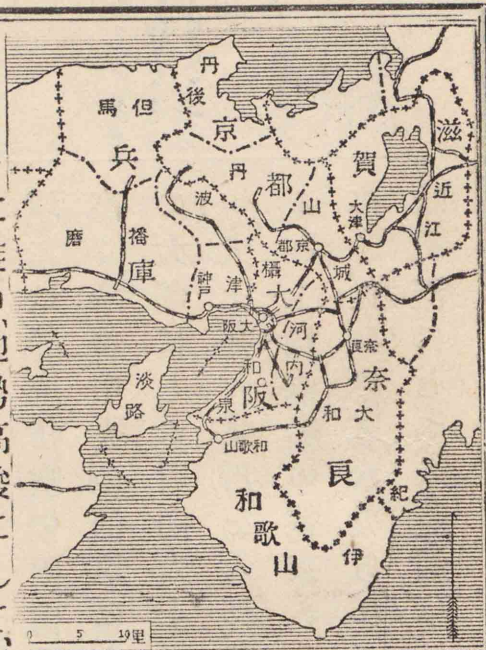 丹後
但馬
京都
丹波
兵庫
播磨
滋賀
近江
山城
大津
京都
攝津
神戸
大阪
大阪
河内
和泉
奈良
奈良
大和
淡路
和歌山
和歌山
紀伊
0 5 10里